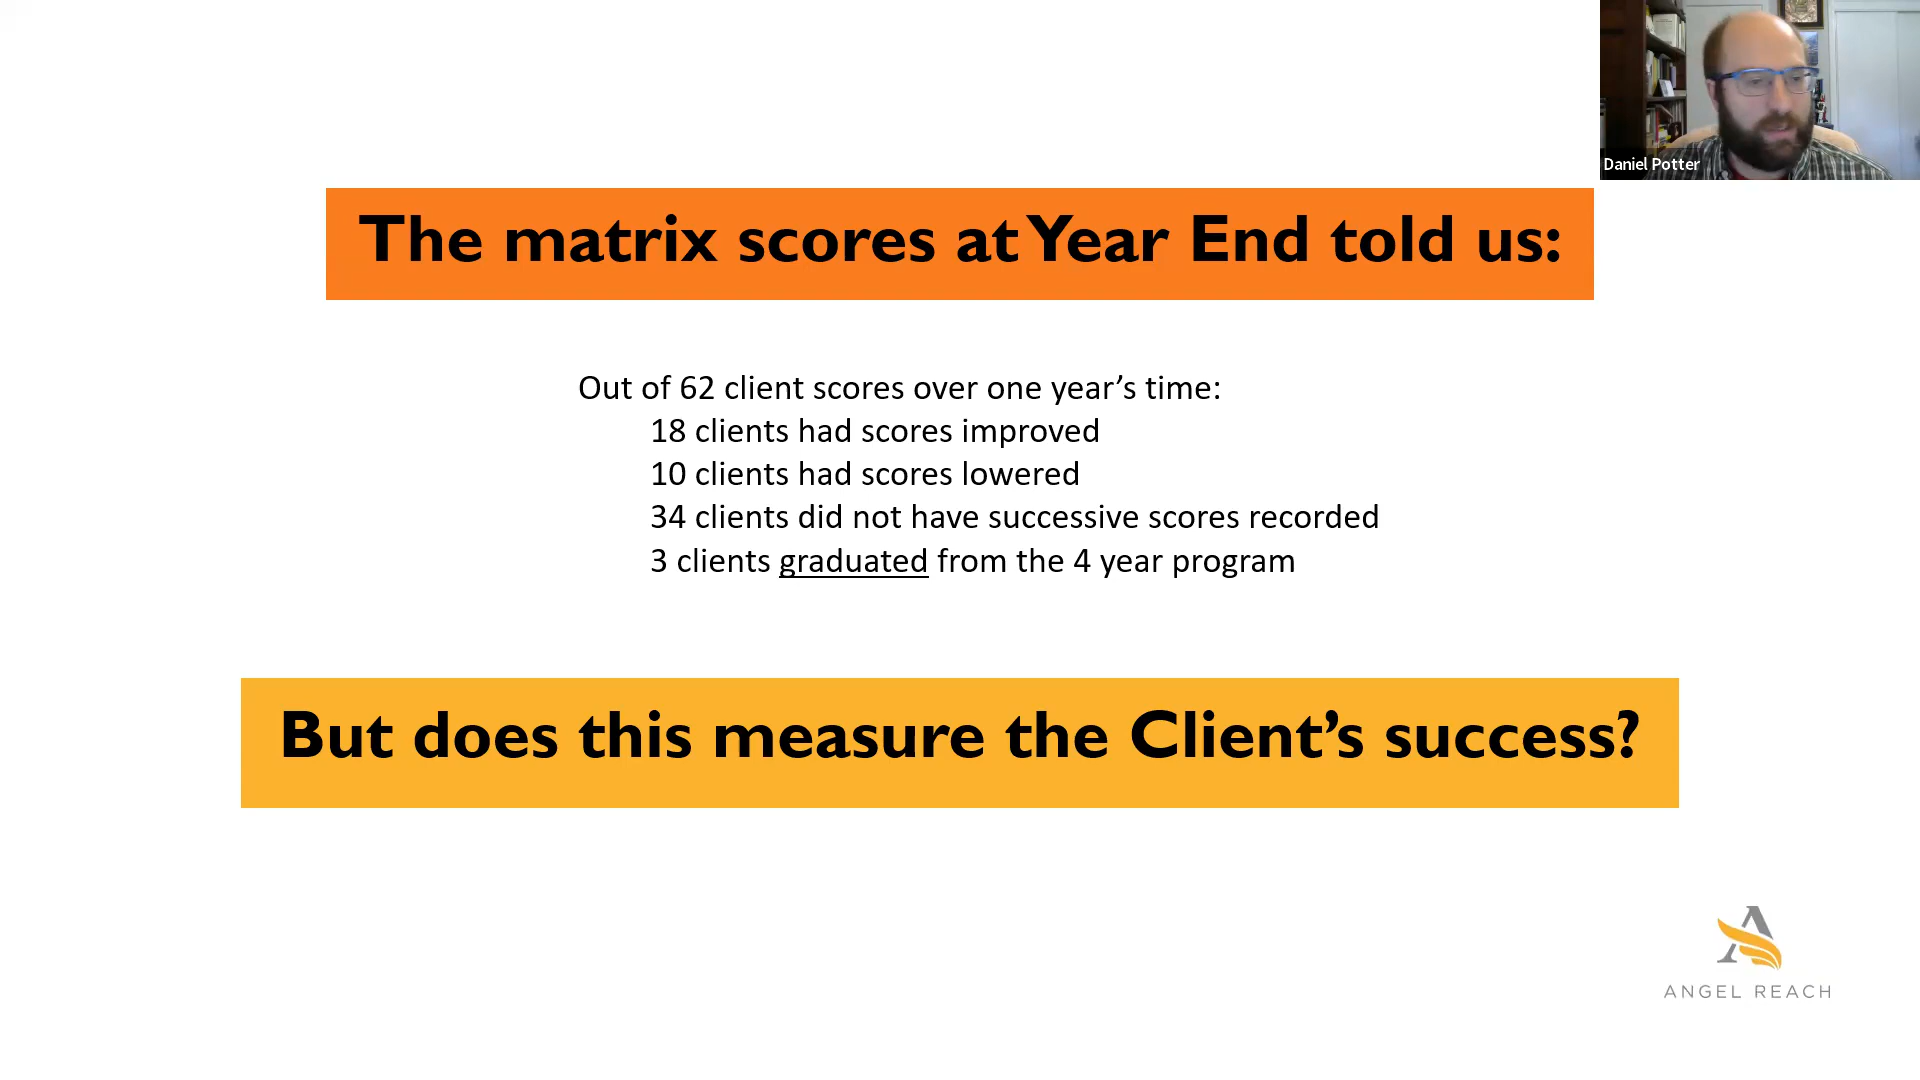 Daniel Potter
The matrix scores at Year End told us:
Out of 62 client scores over one year’s time:
18 clients had scores improved
10 clients had scores lowered
34 clients did not have successive scores recorded
3 clients graduated from the 4 year program
But does this measure the Client’s success?
A
ANGEL REACH